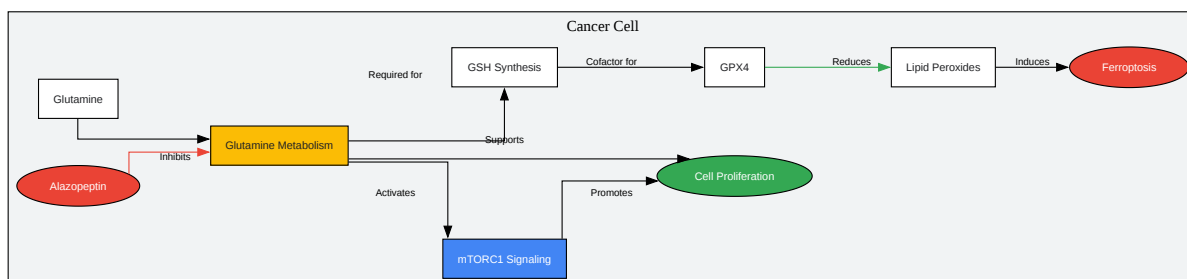 Cancer Cell
Required for
GSH Synthesis
Cofactor for
GPX4
Reduces
Lipid Peroxides
Induces
Ferroptosis
Glutamine
Glutamine Metabolism
Supports
Inhibits
Alazopeptin
Cell Proliferation
Activates
Promotes
mTORC1 Signaling